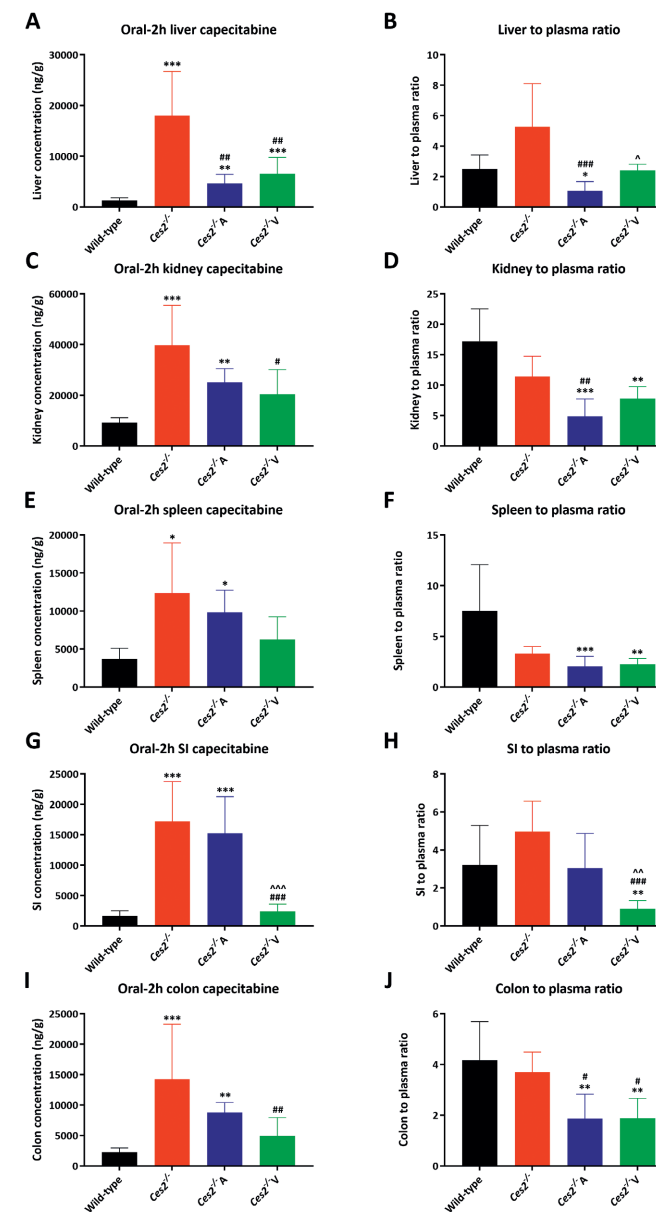 A
Oral-2h liver capecitabine
Liver concentration (ng/g)
30000
20000
10000
0
***
##
**
##
***
Wild-type
Ces2-/-
Ces2-/- A
Ces2-/- V
B
Liver to plasma ratio
Liver to plasma ratio
10
8
6
4
2
0
###
*
^
Wild-type
Ces2-/-
Ces2-/- A
Ces2-/- V
C
Oral-2h kidney capecitabine
Kidney concentration (ng/g)
60000
40000
20000
0
***
**
#
Wild-type
Ces2-/-
Ces2-/- A
Ces2-/- V
D
Kidney to plasma ratio
Kidney to plasma ratio
25
20
15
10
5
0
##
***
**
Wild-type
Ces2-/-
Ces2-/- A
Ces2-/- V
E
Oral-2h spleen capecitabine
Spleen concentration (ng/g)
20000
15000
10000
5000
0
*
*
Wild-type
Ces2-/-
Ces2-/- A
Ces2-/- V
F
Spleen to plasma ratio
Spleen to plasma ratio
15
10
5
0
***
**
Wild-type
Ces2-/-
Ces2-/- A
Ces2-/- V
G
Oral-2h SI capecitabine
SI concentration (ng/g)
25000
20000
15000
10000
5000
0
***
***
^^^
###
Wild-type
Ces2-/-
Ces2-/- A
Ces2-/- V
H
SI to plasma ratio
SI to plasma ratio
8
6
4
2
0
^^
###
**
Wild-type
Ces2-/-
Ces2-/- A
Ces2-/- V
I
Oral-2h colon capecitabine
Colon concentration (ng/g)
25000
20000
15000
10000
5000
0
***
**
##
Wild-type
Ces2-/-
Ces2-/- A
Ces2-/- V
J
Colon to plasma ratio
Colon to plasma ratio
6
4
2
0
#
**
#
**
Wild-type
Ces2-/-
Ces2-/- A
Ces2-/- V